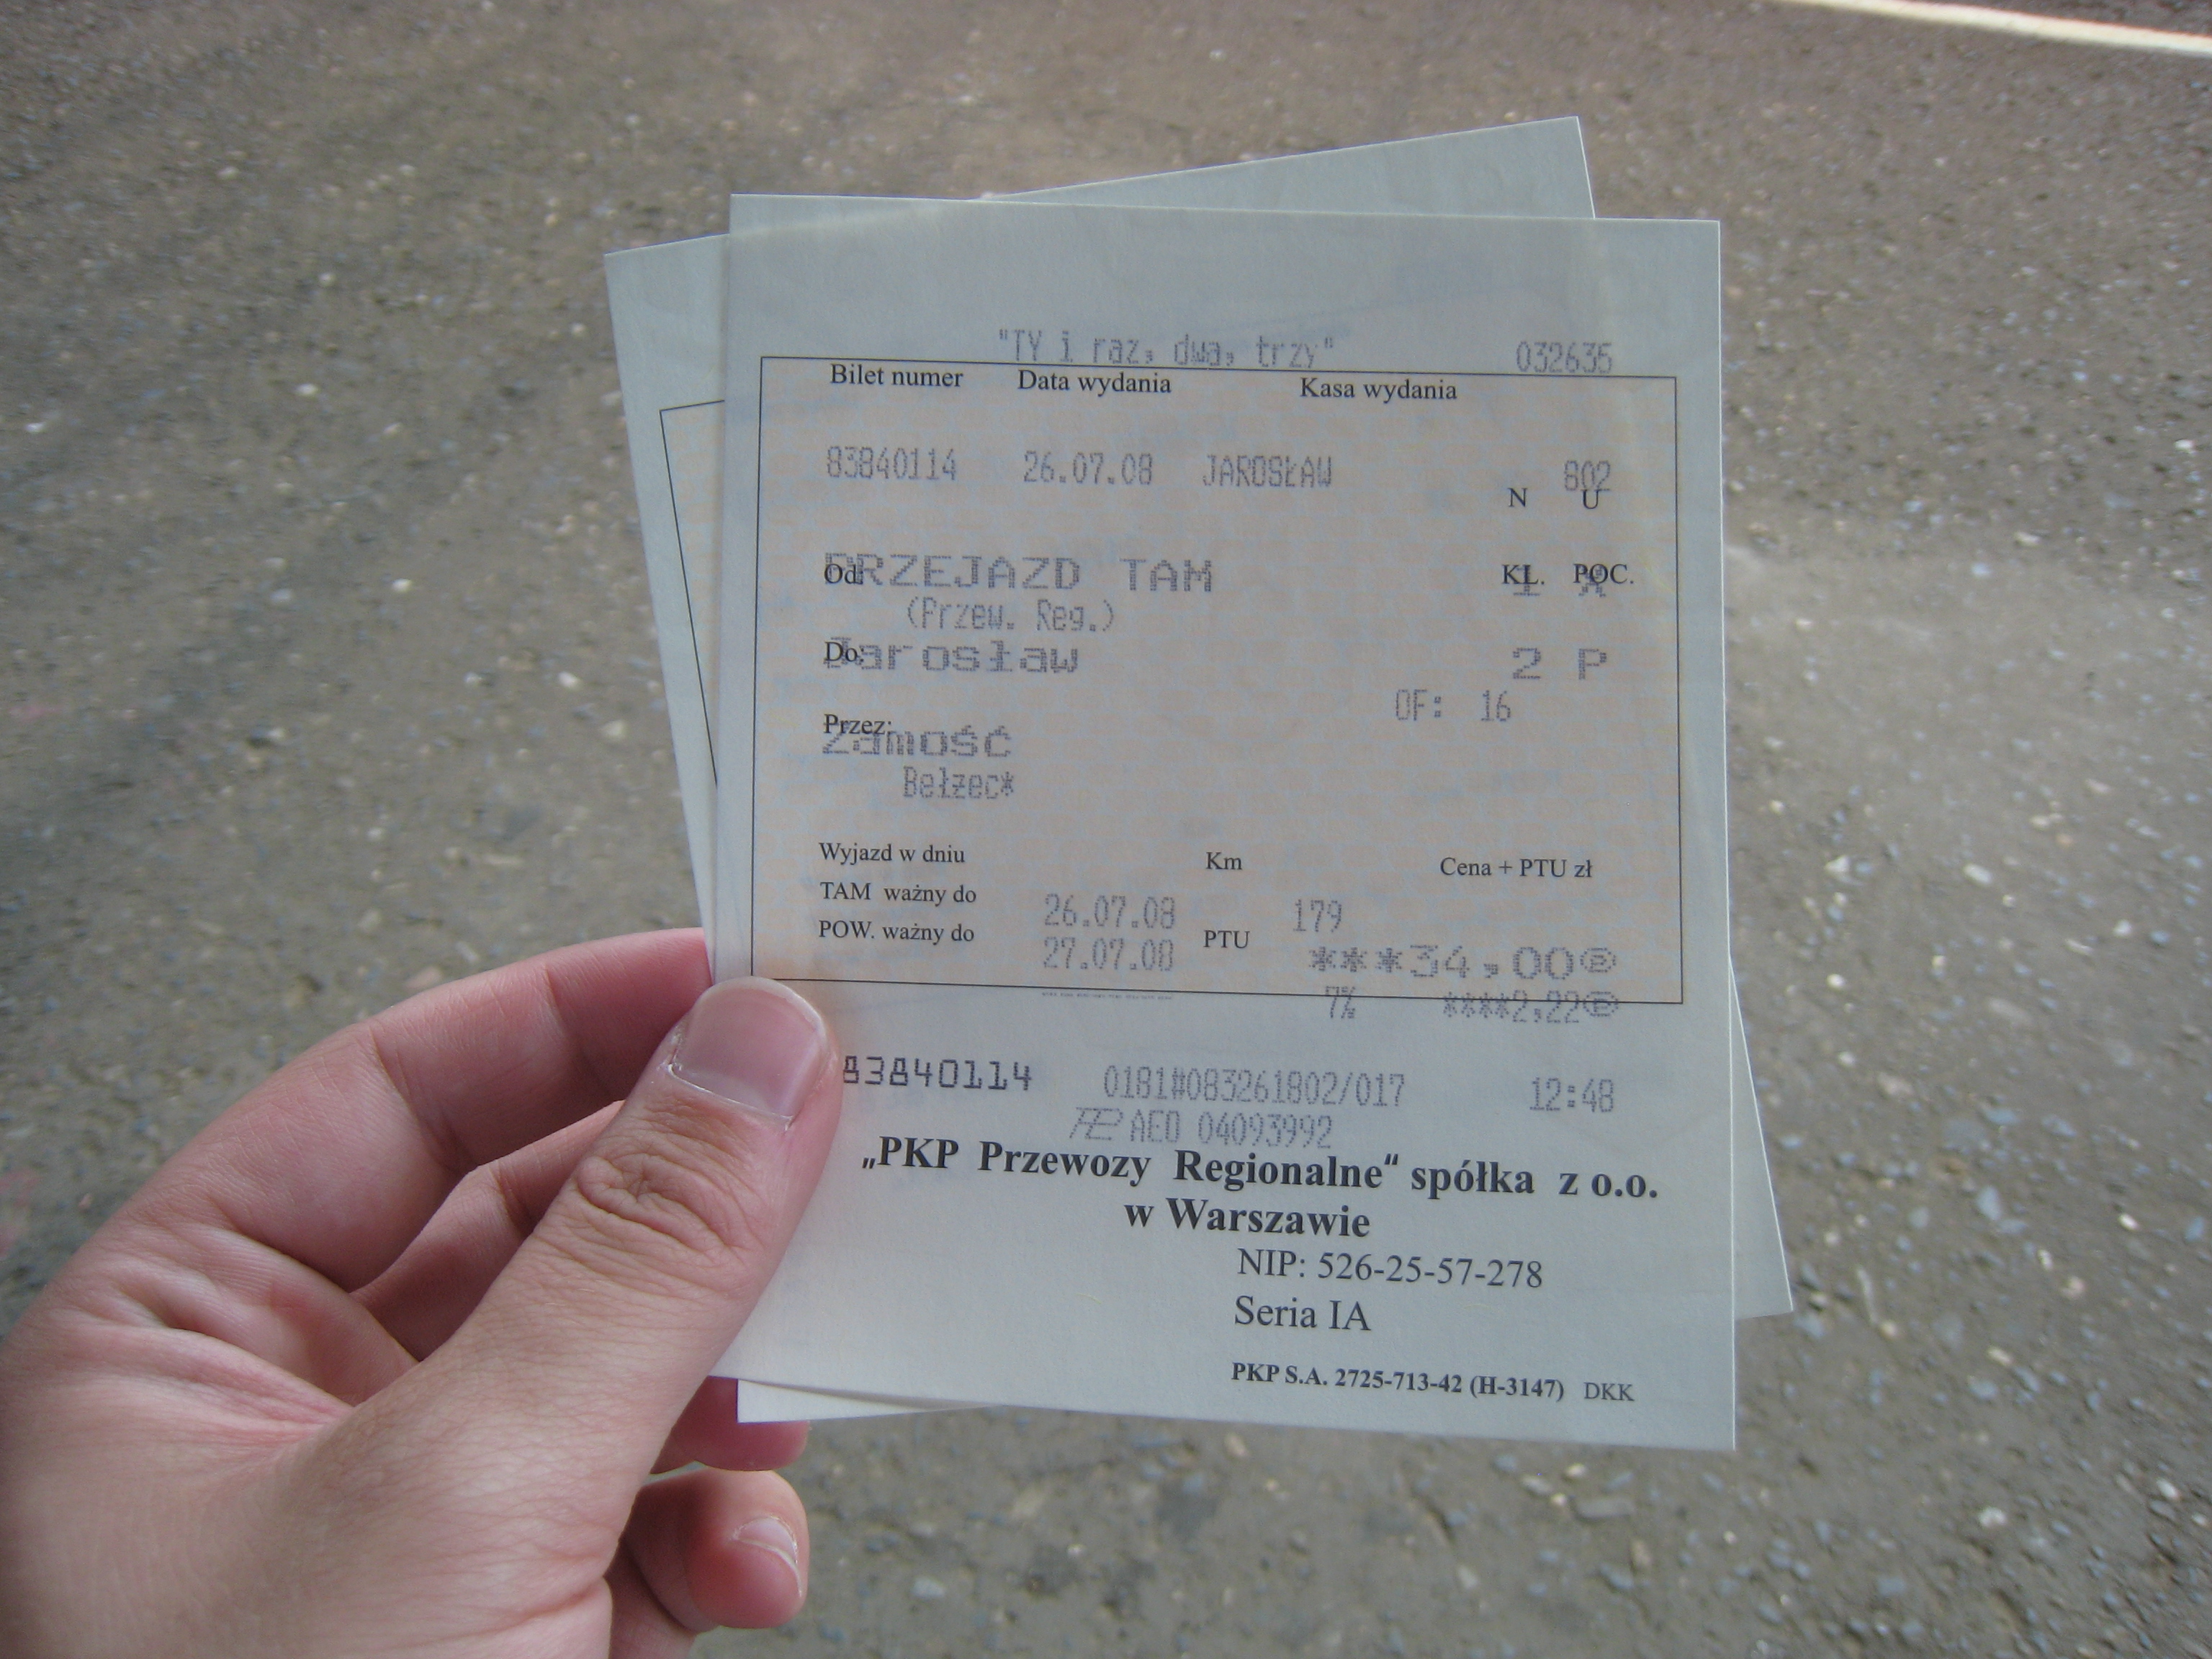 "TY i raz, dwa, trzy" 032635
Bilet numer Data wydania Kasa wydania
83840114 26.07.08 JAROSŁAW 802
N U
Od: PRZEJAZD TAM KL. 1 POC. X
(Przew. Reg.)
Do: Jarosław 2 P
OF: 16
Przez: Zamość
Bełżec*
Wyjazd w dniu Km Cena + PTU zł
TAM ważny do 26.07.08 179
POW. ważny do 27.07.08 PTU ***34,00
7% ****2,22
83840114 0181#083261802/017 12:48
AEO 04093992
„PKP Przewozy Regionalne“ spółka z o.o.
w Warszawie
NIP: 526-25-57-278
Seria IA
PKP S.A. 2725-713-42 (H-3147) DKK